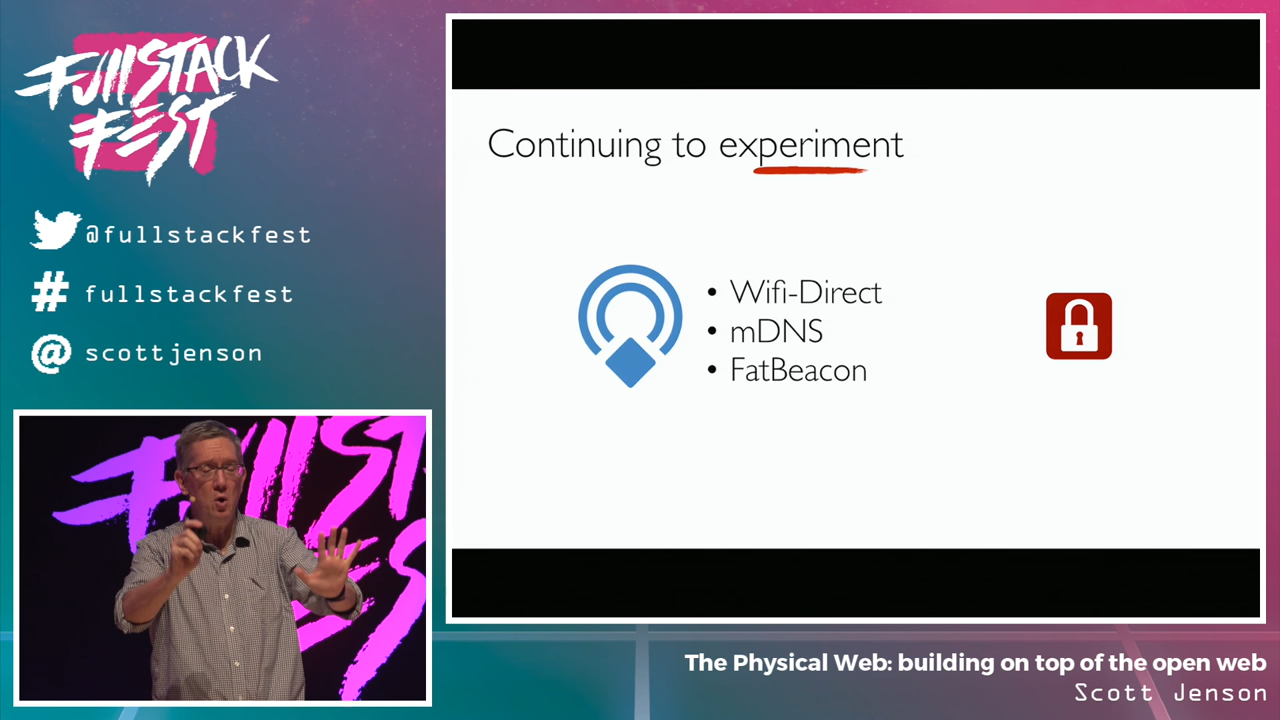 FullSTACK
FEST
@fullstackfest
# fullstackfest
@ scottjenson
Continuing to experiment
• Wifi-Direct
• mDNS
• FatBeacon
The Physical Web: building on top of the open web
Scott Jenson